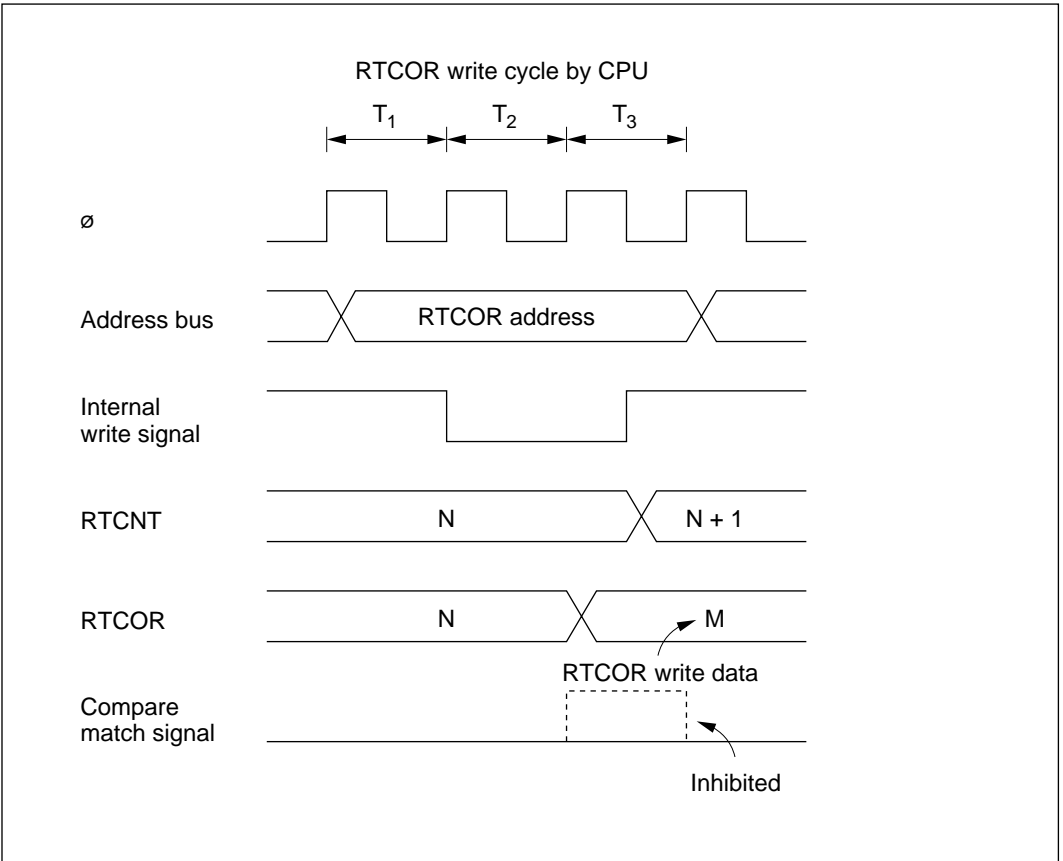 RTCOR write cycle by CPU
T1 T2 T3
ø
Address bus RTCOR address
Internal
write signal
RTCNT N N + 1
RTCOR N M
RTCOR write data
Compare
match signal
Inhibited